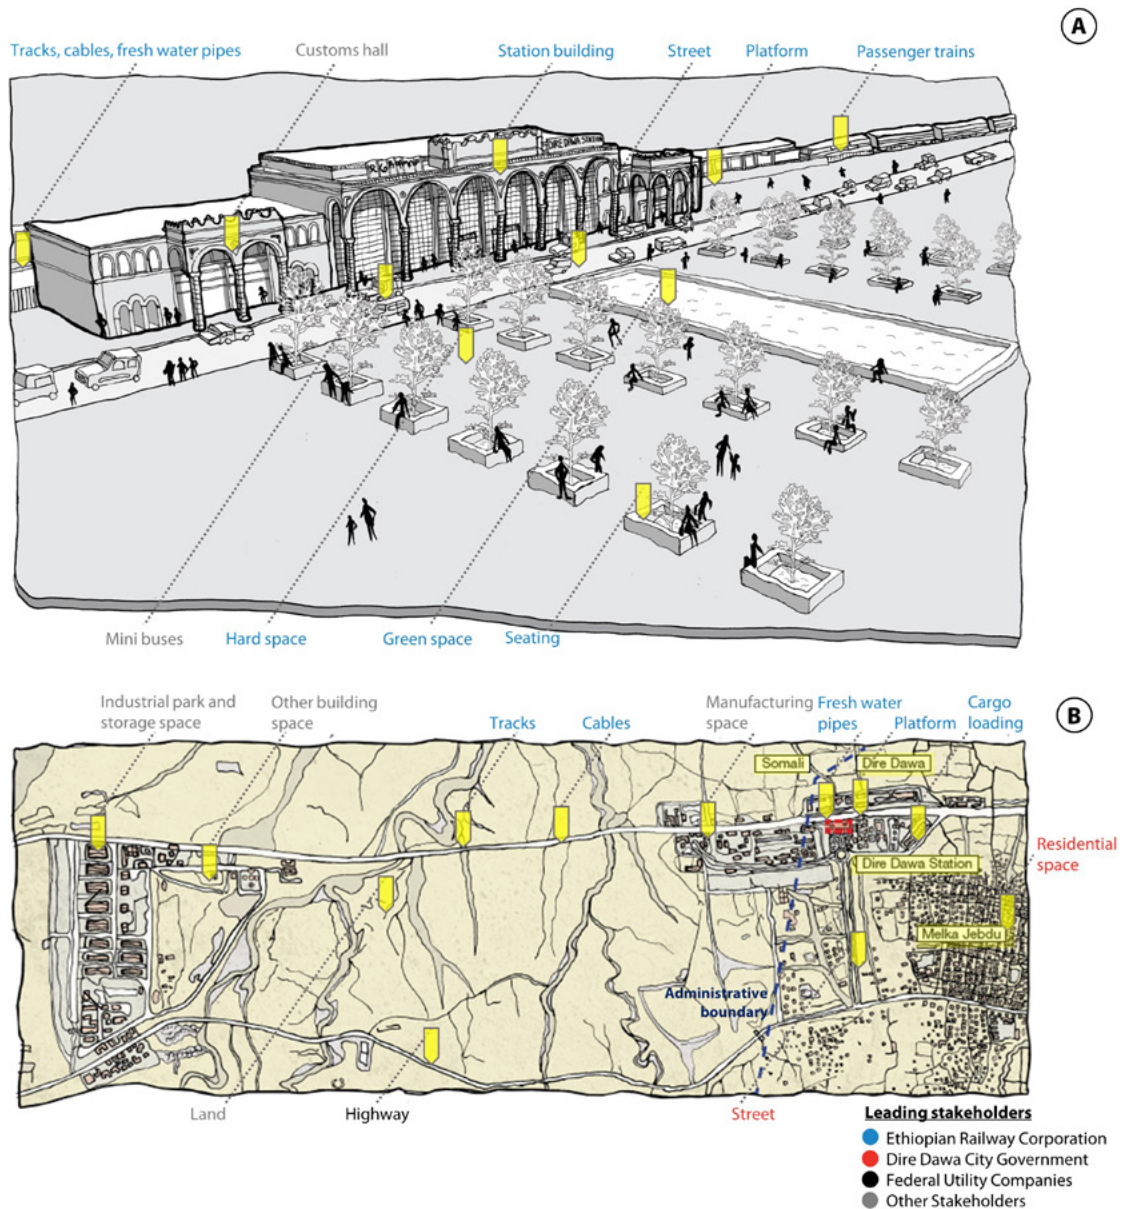 A
Tracks, cables, fresh water pipes
Customs hall
Station building
Street
Platform
Passenger trains
DIRE DAWA STATION
Mini buses
Hard space
Green space
Seating
B
Industrial park and
storage space
Other building
space
Tracks
Cables
Manufacturing
space
Fresh water
pipes
Platform
Cargo
loading
Somali
Dire Dawa
Residential
space
Dire Dawa Station
Melka Jebdu
Administrative
boundary
Land
Highway
Street
Leading stakeholders
Ethiopian Railway Corporation
Dire Dawa City Government
Federal Utility Companies
Other Stakeholders